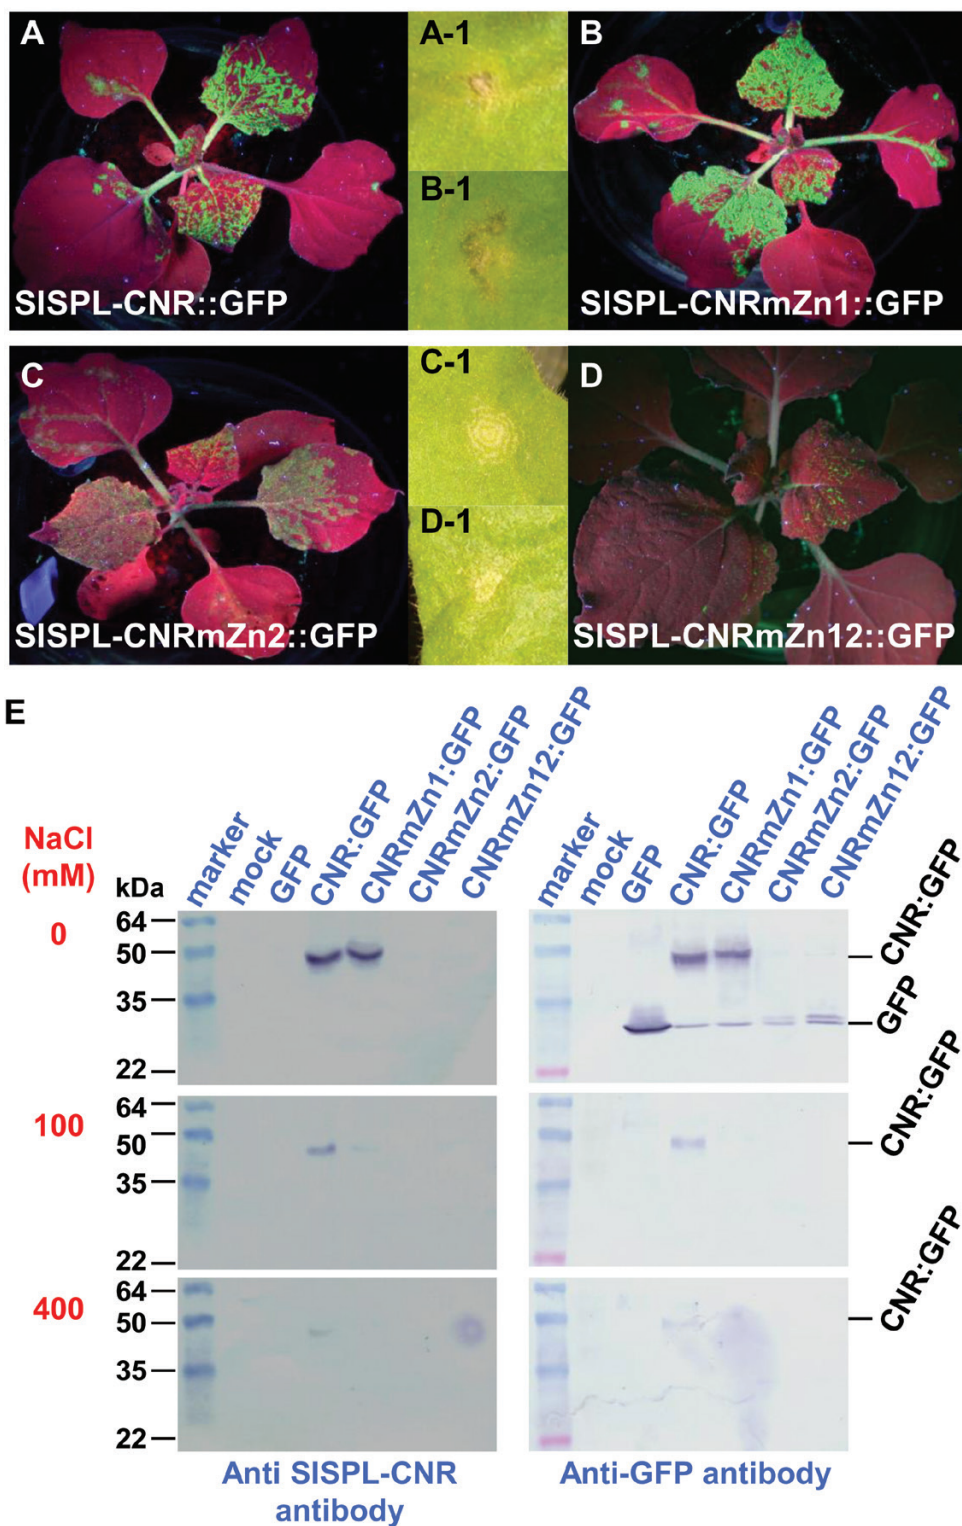 A
A-1
B
B-1
SlSPL-CNR::GFP
SlSPL-CNRmZn1::GFP
C
C-1
D
D-1
SlSPL-CNRmZn2::GFP
SlSPL-CNRmZn12::GFP
E
NaCl
(mM)
kDa
marker
mock
GFP
CNR:GFP
CNRmZn1:GFP
CNRmZn2:GFP
CNRmZn12:GFP
marker
mock
GFP
CNR:GFP
CNRmZn1:GFP
CNRmZn2:GFP
CNRmZn12:GFP
0
64
50
35
22
CNR:GFP
GFP
100
64
50
35
22
CNR:GFP
400
64
50
35
22
CNR:GFP
Anti SlSPL-CNR
antibody
Anti-GFP antibody